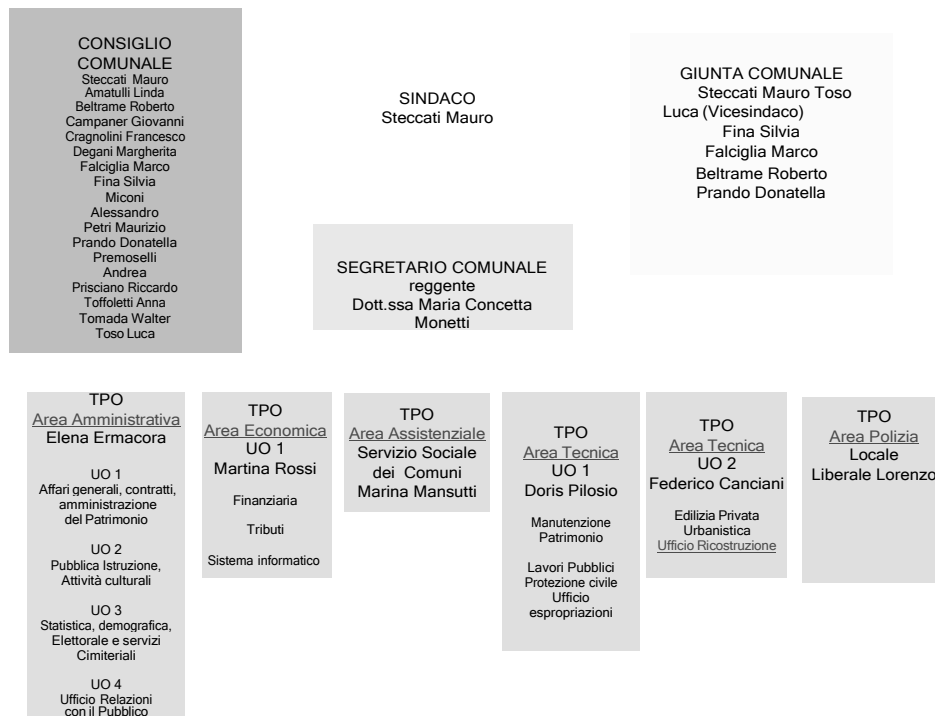 CONSIGLIO
COMUNALE
Steccati Mauro
Amatulli Linda
Beltrame Roberto
Campaner Giovanni
Cragnolini Francesco
Degani Margherita
Falciglia Marco
Fina Silvia
Miconi
Alessandro
Petri Maurizio
Prando Donatella
Premoselli
Andrea
Prisciano Riccardo
Toffoletti Anna
Tomada Walter
Toso Luca
SINDACO
Steccati Mauro
GIUNTA COMUNALE
Steccati Mauro Toso
Luca (Vicesindaco)
Fina Silvia
Falciglia Marco
Beltrame Roberto
Prando Donatella
SEGRETARIO COMUNALE
reggente
Dott.ssa Maria Concetta
Monetti
TPO
Area Amministrativa
Elena Ermacora
UO 1
Affari generali, contratti,
amministrazione
del Patrimonio
UO 2
Pubblica Istruzione,
Attività culturali
UO 3
Statistica, demografica,
Elettorale e servizi
Cimiteriali
UO 4
Ufficio Relazioni
con il Pubblico
TPO
Area Economica
UO 1
Martina Rossi
Finanziaria
Tributi
Sistema informatico
TPO
Area Assistenziale
Servizio Sociale
dei Comuni
Marina Mansutti
TPO
Area Tecnica
UO 1
Doris Pilosio
Manutenzione
Patrimonio
Lavori Pubblici
Protezione civile
Ufficio
espropriazioni
TPO
Area Tecnica
UO 2
Federico Canciani
Edilizia Privata
Urbanistica
Ufficio Ricostruzione
TPO
Area Polizia
Locale
Liberale Lorenzo